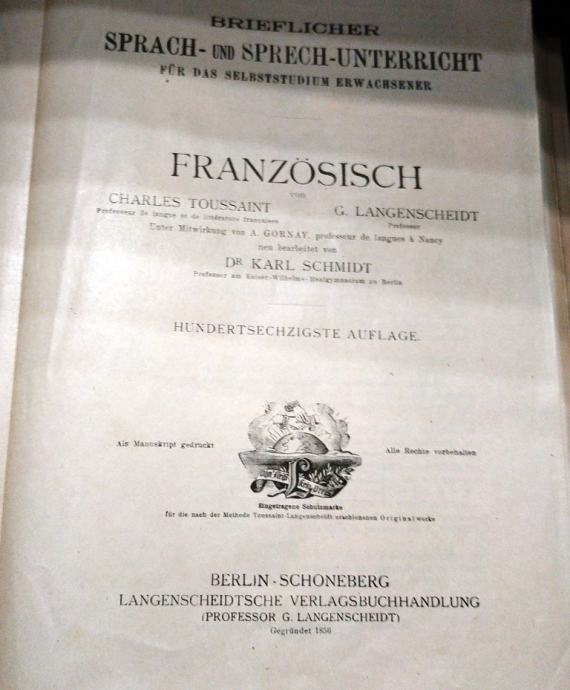 BRIEFLICHER
SPRACH- UND SPRECH-UNTERRICHT
FÜR DAS SELBSTSTUDIUM ERWACHSENER
FRANZÖSISCH
von
CHARLES TOUSSAINT
Professeur de langue et de littérature françaises
G. LANGENSCHEIDT
Professor
Unter Mitwirkung von A. GORNAY, professeur de langues à Nancy
neu bearbeitet von
DR KARL SCHMIDT
Professor am Kaiser-Wilhelms-Realgymnasium zu Berlin
HUNDERTSECHZIGSTE AUFLAGE.
Als Manuskript gedruckt
Alle Rechte vorbehalten
L
Eingetragene Schutzmarke
für die nach der Methode Toussaint-Langenscheidt erschienenen Originalwerke
BERLIN-SCHÖNEBERG
LANGENSCHEIDTSCHE VERLAGSBUCHHANDLUNG
(PROFESSOR G. LANGENSCHEIDT)
Gegründet 1856